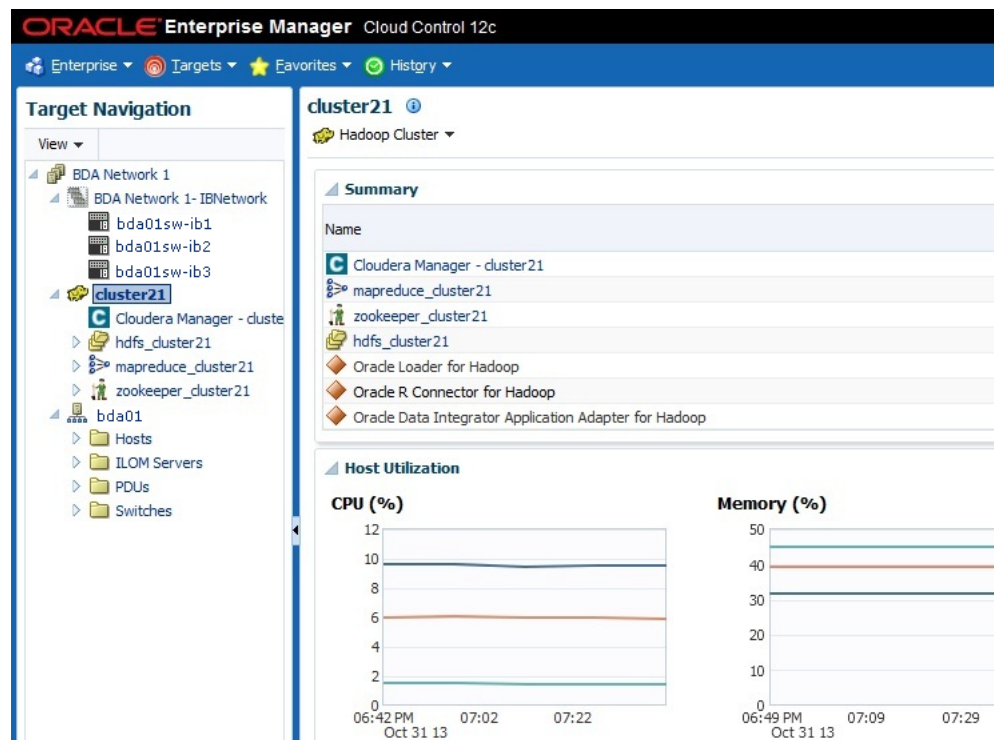 ORACLE Enterprise Manager Cloud Control 12c
Enterprise Targets Favorites History
Target Navigation
View
BDA Network 1
BDA Network 1- IBNetwork
bda01sw-ib1
bda01sw-ib2
bda01sw-ib3
cluster21
Cloudera Manager - cluste
hdfs_cluster21
mapreduce_cluster21
zookeeper_cluster21
bda01
Hosts
ILOM Servers
PDUs
Switches
cluster21
Hadoop Cluster
Summary
Name
C Cloudera Manager - cluster21
mapreduce_cluster21
zookeeper_cluster21
hdfs_cluster21
Oracle Loader for Hadoop
Oracle R Connector for Hadoop
Oracle Data Integrator Application Adapter for Hadoop
Host Utilization
CPU (%)
12
10
8
6
4
2
0
06:42 PM 07:02 07:22
Oct 31 13
Memory (%)
50
40
30
20
10
0
06:49 PM 07:09 07:29
Oct 31 13